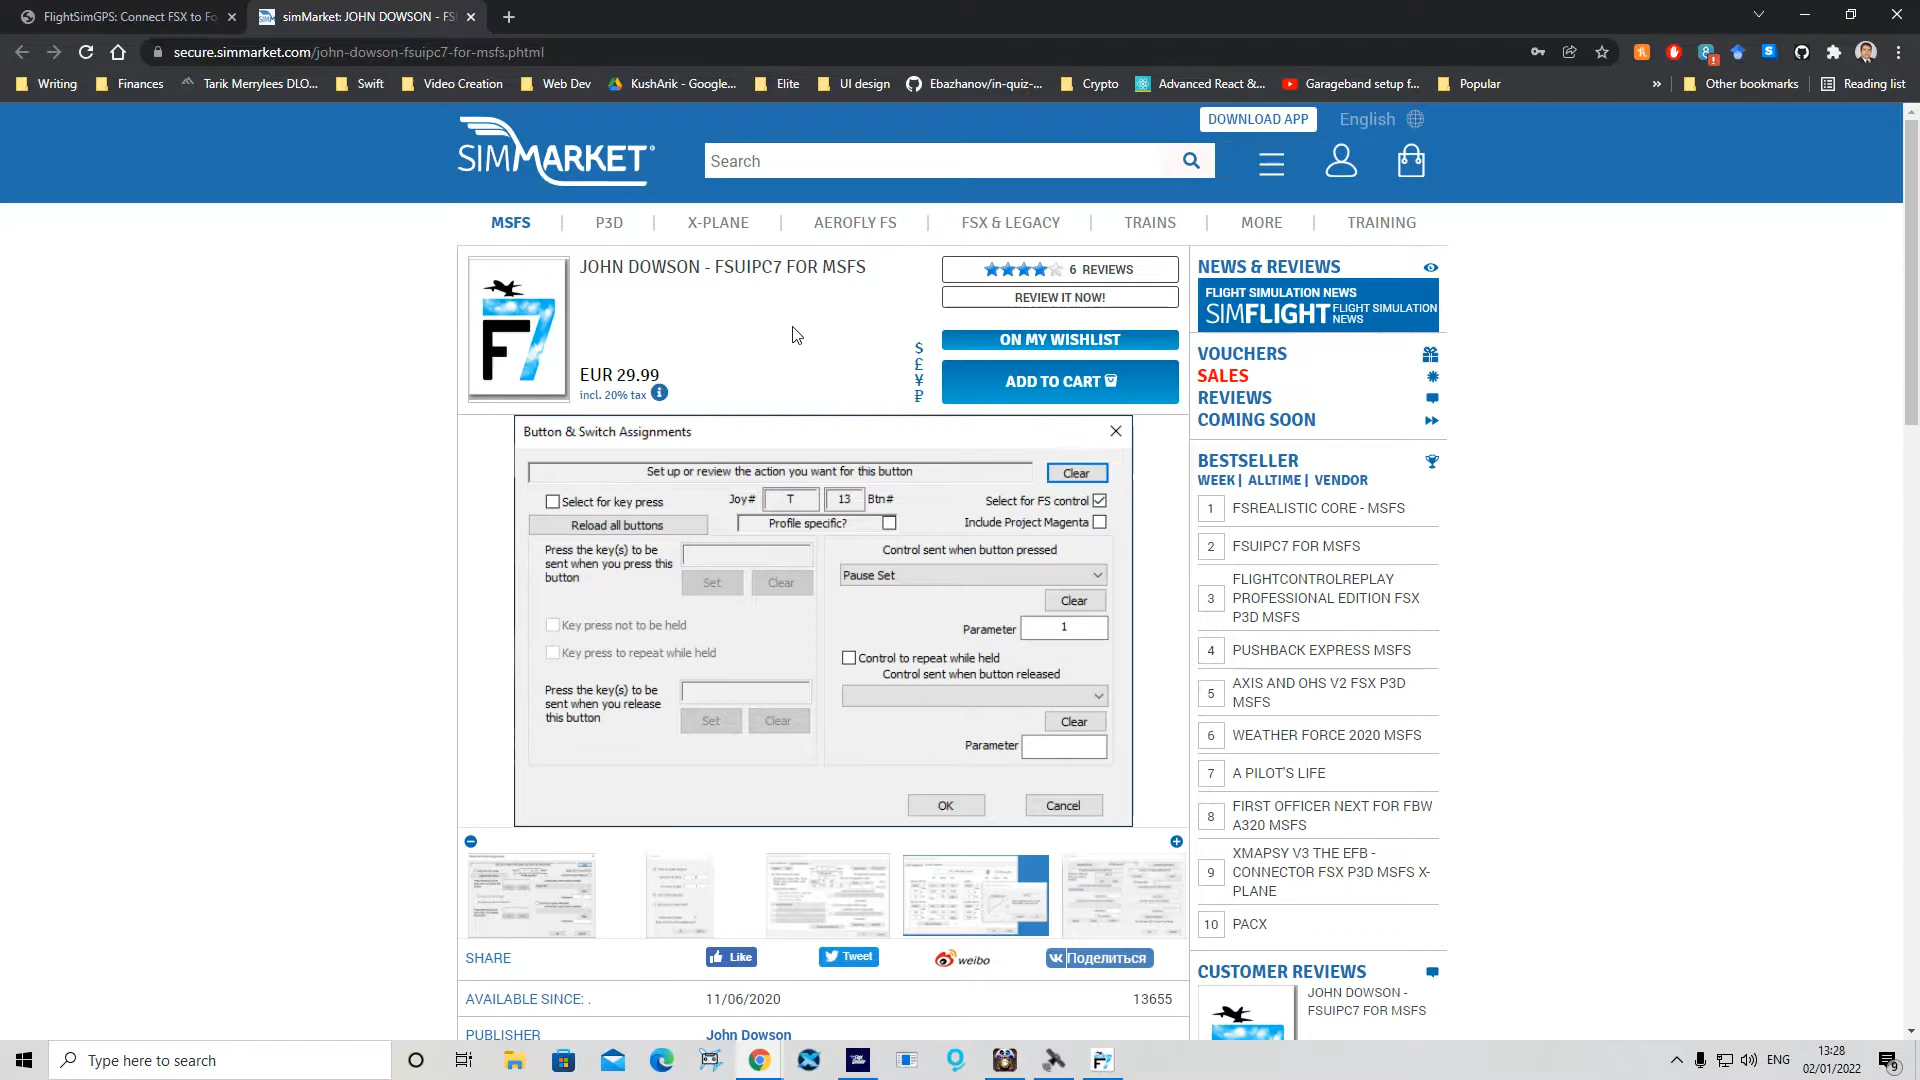 FlightSimGPS: Connect FSX to Fo
simMarket: JOHN DOWSON - FS
secure.simmarket.com/john-dowson-fsuipc7-for-msfs.phtml
Writing
Finances
Tarik Merrylees DLO...
Swift
Video Creation
Web Dev
KushArik - Google...
Elite
UI design
Ebazhanov/in-quiz-...
Crypto
Advanced React &...
Garageband setup f...
Popular
»
Other bookmarks
Reading list
DOWNLOAD APP
English
SIMMARKET
Search
MSFS
P3D
X-PLANE
AEROFLY FS
FSX & LEGACY
TRAINS
MORE
TRAINING
F7
JOHN DOWSON - FSUIPC7 FOR MSFS
EUR 29.99
incl. 20% tax
$
£
¥
₽
6 REVIEWS
REVIEW IT NOW!
ON MY WISHLIST
ADD TO CART
Button & Switch Assignments
Set up or review the action you want for this button
Clear
Select for key press
Joy#
T
13
Btn#
Select for FS control
Reload all buttons
Profile specific?
Include Project Magenta
Press the key(s) to be
sent when you press this
button
Set
Clear
Control sent when button pressed
Pause Set
Clear
Parameter
1
Key press not to be held
Key press to repeat while held
Control to repeat while held
Control sent when button released
Press the key(s) to be
sent when you release
this button
Set
Clear
Clear
Parameter
OK
Cancel
SHARE
Like
Tweet
weibo
Поделиться
AVAILABLE SINCE: .
11/06/2020
13655
PUBLISHER
John Dowson
NEWS & REVIEWS
FLIGHT SIMULATION NEWS
SIMFLIGHT
FLIGHT SIMULATION
NEWS
VOUCHERS
SALES
REVIEWS
COMING SOON
BESTSELLER
WEEK | ALLTIME | VENDOR
1 FSREALISTIC CORE - MSFS
2 FSUIPC7 FOR MSFS
3 FLIGHTCONTROLREPLAY
PROFESSIONAL EDITION FSX
P3D MSFS
4 PUSHBACK EXPRESS MSFS
5 AXIS AND OHS V2 FSX P3D
MSFS
6 WEATHER FORCE 2020 MSFS
7 A PILOT'S LIFE
8 FIRST OFFICER NEXT FOR FBW
A320 MSFS
9 XMAPSY V3 THE EFB -
CONNECTOR FSX P3D MSFS X-
PLANE
10 PACX
CUSTOMER REVIEWS
JOHN DOWSON -
FSUIPC7 FOR MSFS
Type here to search
F7
ENG
13:28
02/01/2022
9